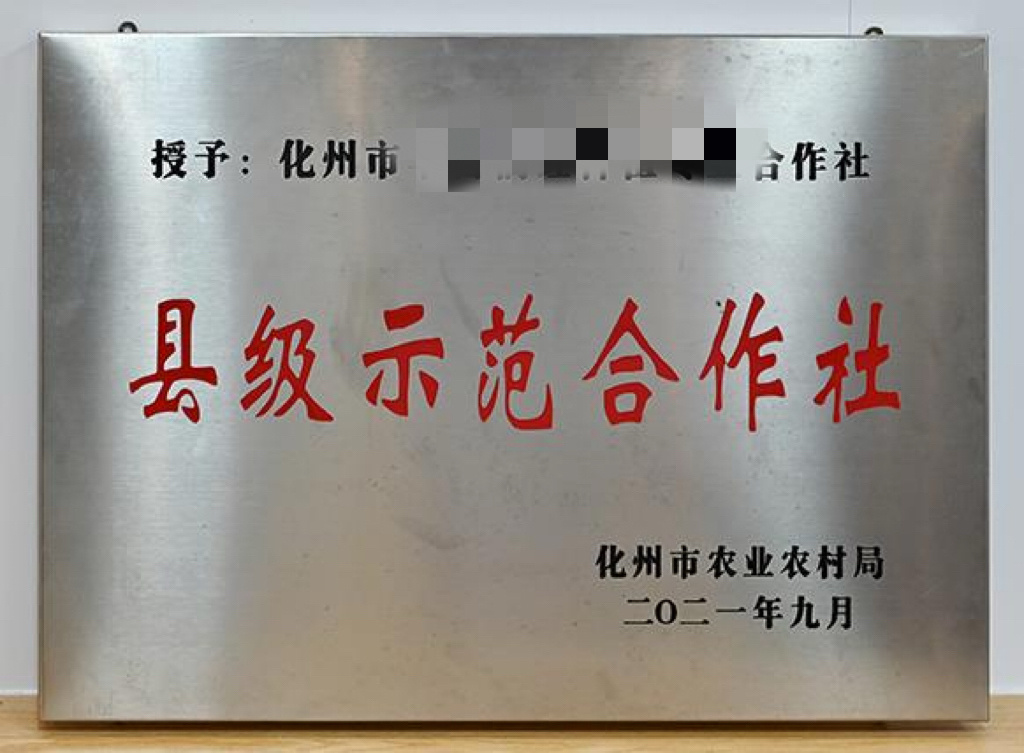 授予：化州市 合作社
县级示范合作社
化州市农业农村局
二〇二一年九月